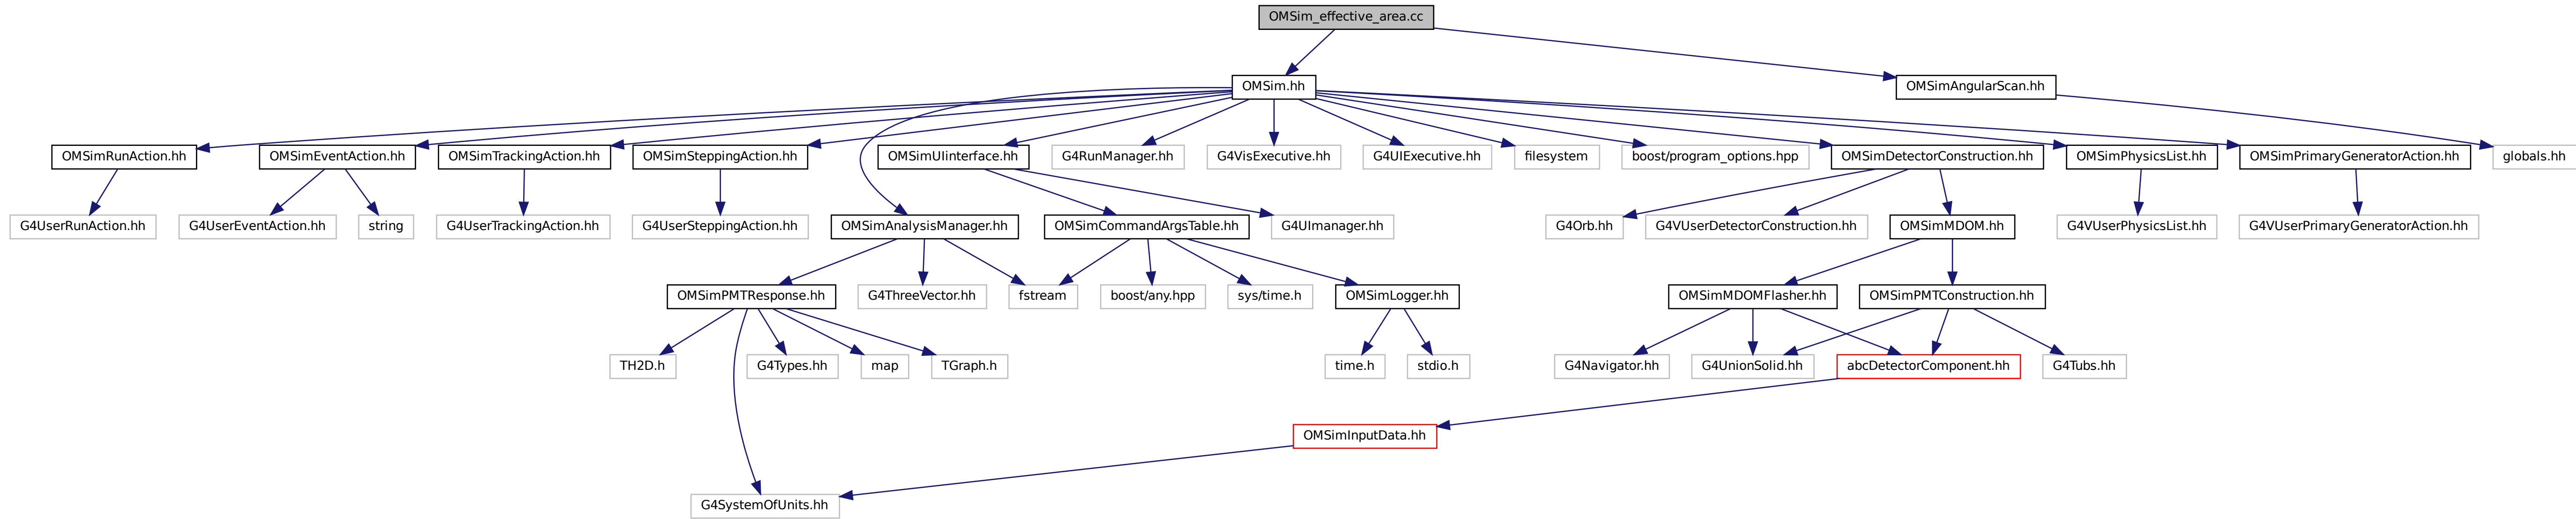 OMSim_effective_area.cc
OMSim.hh
OMSimAngularScan.hh
OMSimRunAction.hh
OMSimEventAction.hh
OMSimTrackingAction.hh
OMSimSteppingAction.hh
OMSimUIinterface.hh
G4RunManager.hh
G4VisExecutive.hh
G4UIExecutive.hh
filesystem
boost/program_options.hpp
OMSimDetectorConstruction.hh
OMSimPhysicsList.hh
OMSimPrimaryGeneratorAction.hh
globals.hh
G4UserRunAction.hh
G4UserEventAction.hh
string
G4UserTrackingAction.hh
G4UserSteppingAction.hh
OMSimAnalysisManager.hh
OMSimCommandArgsTable.hh
G4UImanager.hh
G4Orb.hh
G4VUserDetectorConstruction.hh
OMSimMDOM.hh
G4VUserPhysicsList.hh
G4VUserPrimaryGeneratorAction.hh
OMSimPMTResponse.hh
G4ThreeVector.hh
fstream
boost/any.hpp
sys/time.h
OMSimLogger.hh
OMSimMDOMFlasher.hh
OMSimPMTConstruction.hh
TH2D.h
G4Types.hh
map
TGraph.h
time.h
stdio.h
G4Navigator.hh
G4UnionSolid.hh
abcDetectorComponent.hh
G4Tubs.hh
OMSimInputData.hh
G4SystemOfUnits.hh